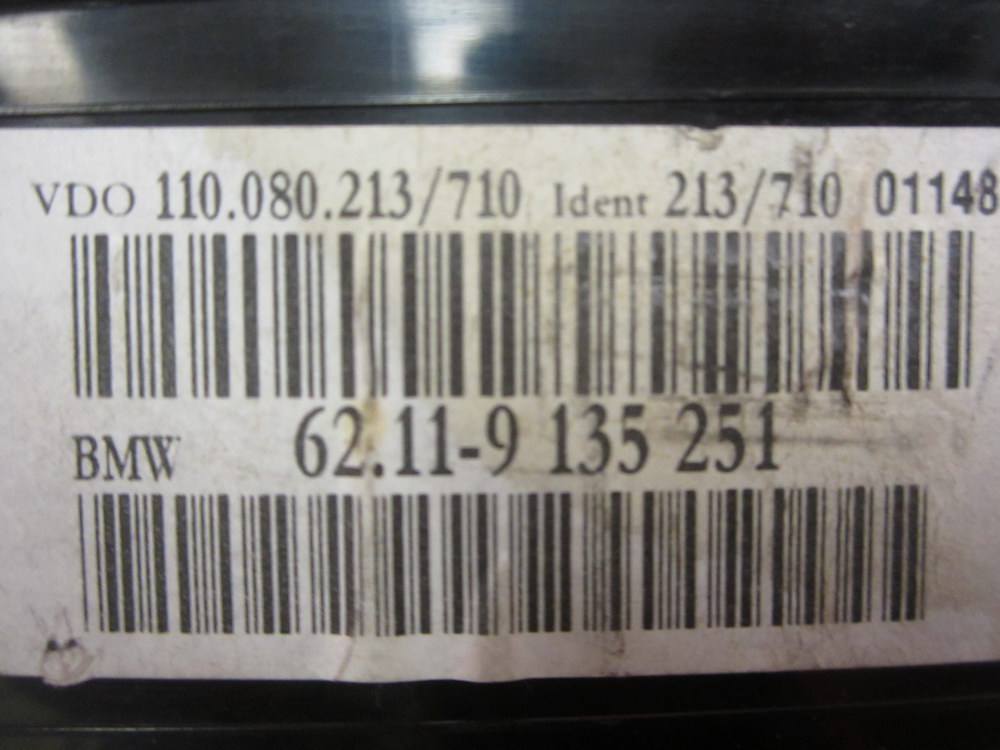 VDO 110.080.213/710 Ident 213/710 01148
BMW 62.11-9 135 251